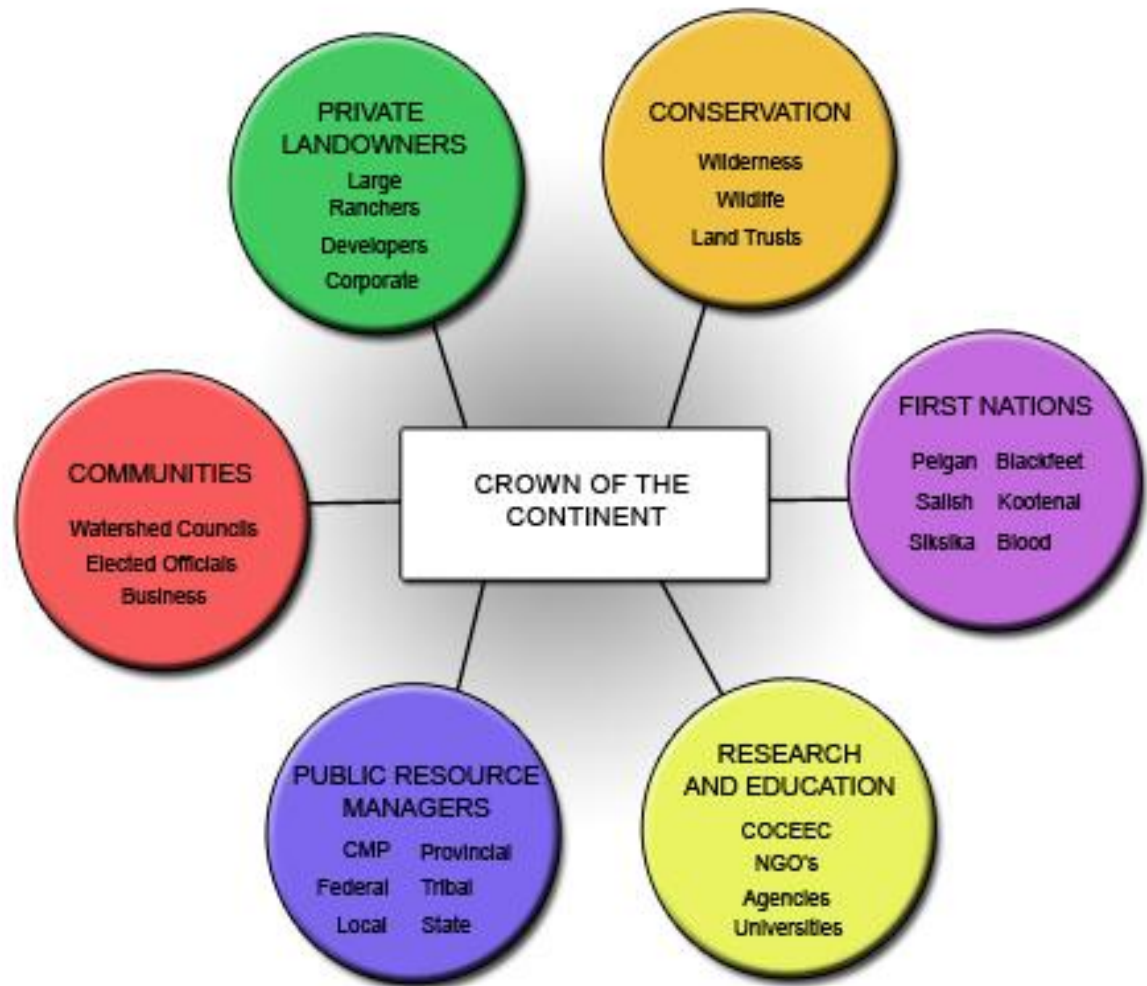 PRIVATE
LANDOWNERS
Large
Ranchers
Developers
Corporate
CONSERVATION
Wilderness
Wildlife
Land Trusts
FIRST NATIONS
Peigan Blackfeet
Salish Kootenai
Siksika Blood
CROWN OF THE
CONTINENT
COMMUNITIES
Watershed Councils
Elected Officials
Business
PUBLIC RESOURCE
MANAGERS
CMP Provincial
Federal Tribal
Local State
RESEARCH
AND EDUCATION
COCEEC
NGO's
Agencies
Universities